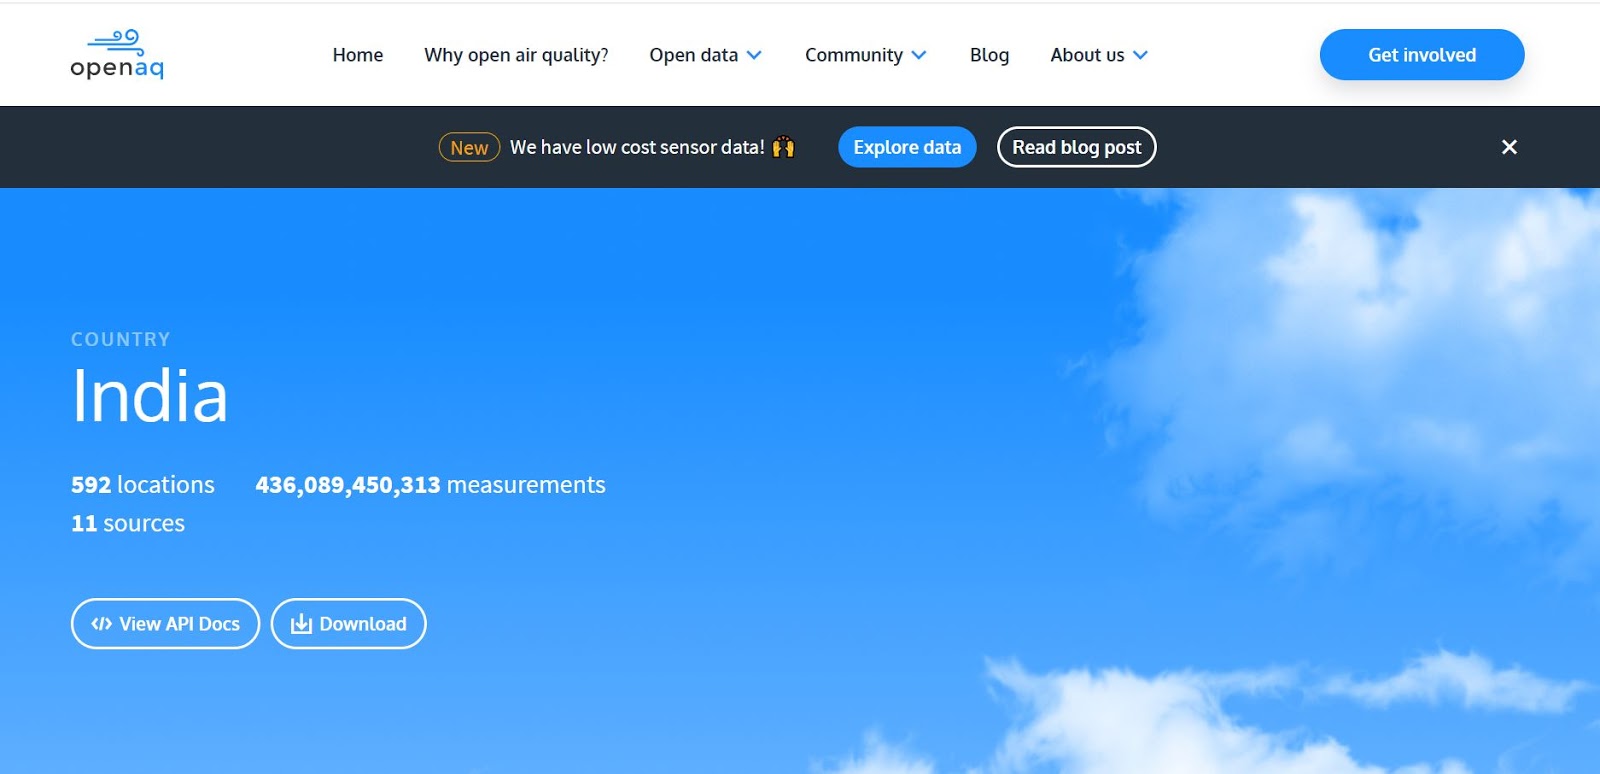 openaq
Home Why open air quality? Open data Community Blog About us Get involved
New We have low cost sensor data! 🙌 Explore data Read blog post
COUNTRY
India
592 locations 436,089,450,313 measurements
11 sources
View API Docs Download